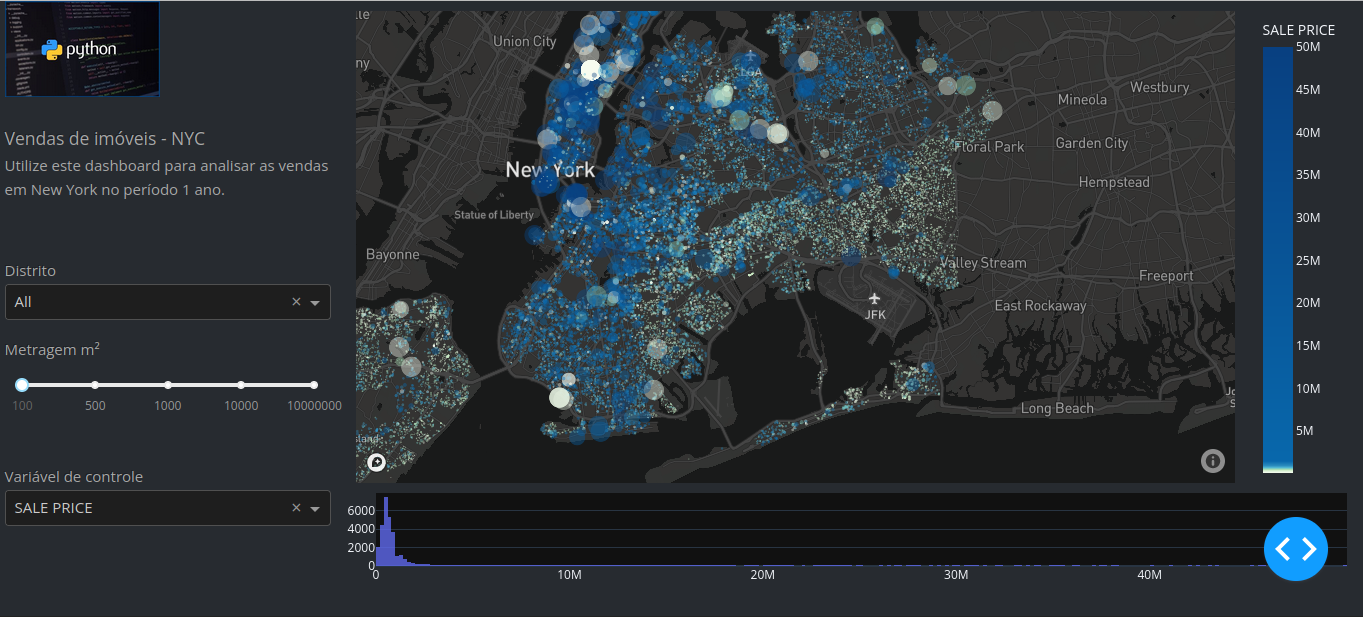 python
Vendas de imóveis - NYC
Utilize este dashboard para analisar as vendas
em New York no período 1 ano.
Distrito
All
Metragem m²
100 500 1000 10000 10000000
Variável de controle
SALE PRICE
Union City
LGA
New York
Statue of Liberty
Bayonne
Mineola
Westbury
Floral Park
Garden City
Hempstead
Valley Stream
Freeport
JFK
East Rockaway
Long Beach
SALE PRICE
50M
45M
40M
35M
30M
25M
20M
15M
10M
5M
6000
4000
2000
0
0 10M 20M 30M 40M